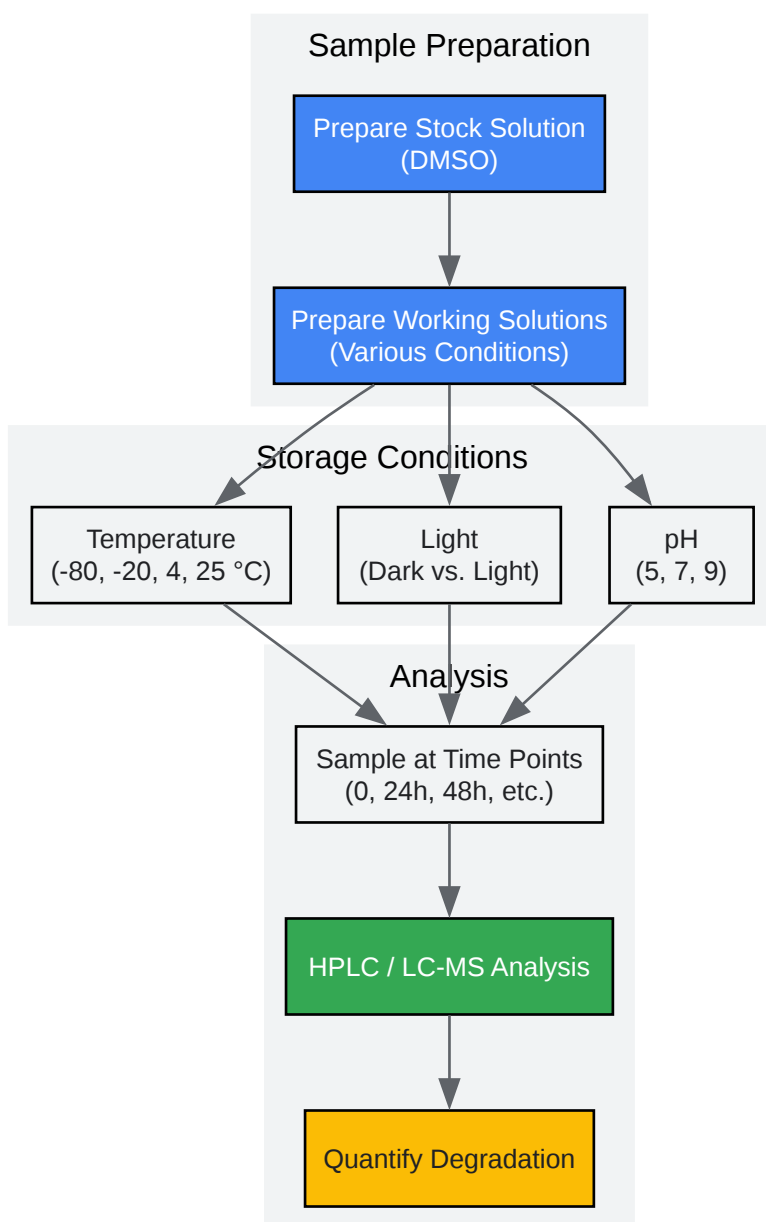 Sample Preparation
Prepare Stock Solution
(DMSO)
Prepare Working Solutions
(Various Conditions)
Storage Conditions
Temperature
(-80, -20, 4, 25 °C)
Light
(Dark vs. Light)
pH
(5, 7, 9)
Analysis
Sample at Time Points
(0, 24h, 48h, etc.)
HPLC / LC-MS Analysis
Quantify Degradation